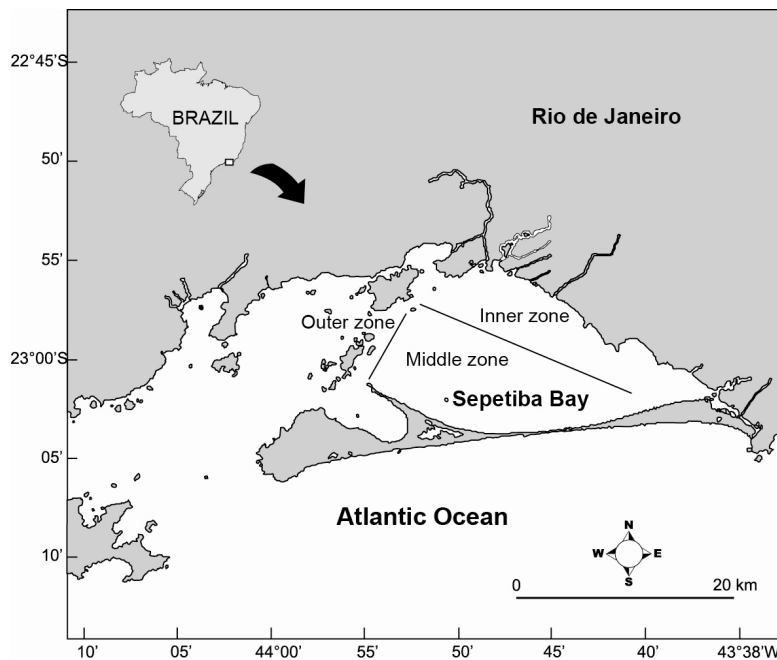 22°45'S
BRAZIL
Rio de Janeiro
50'
55'
Outer zone
Inner zone
23°00'S
Middle zone
Sepetiba Bay
05'
Atlantic Ocean
N
W E
S
10'
0 20 km
10' 05' 44°00' 55' 50' 45' 40' 43°38'W